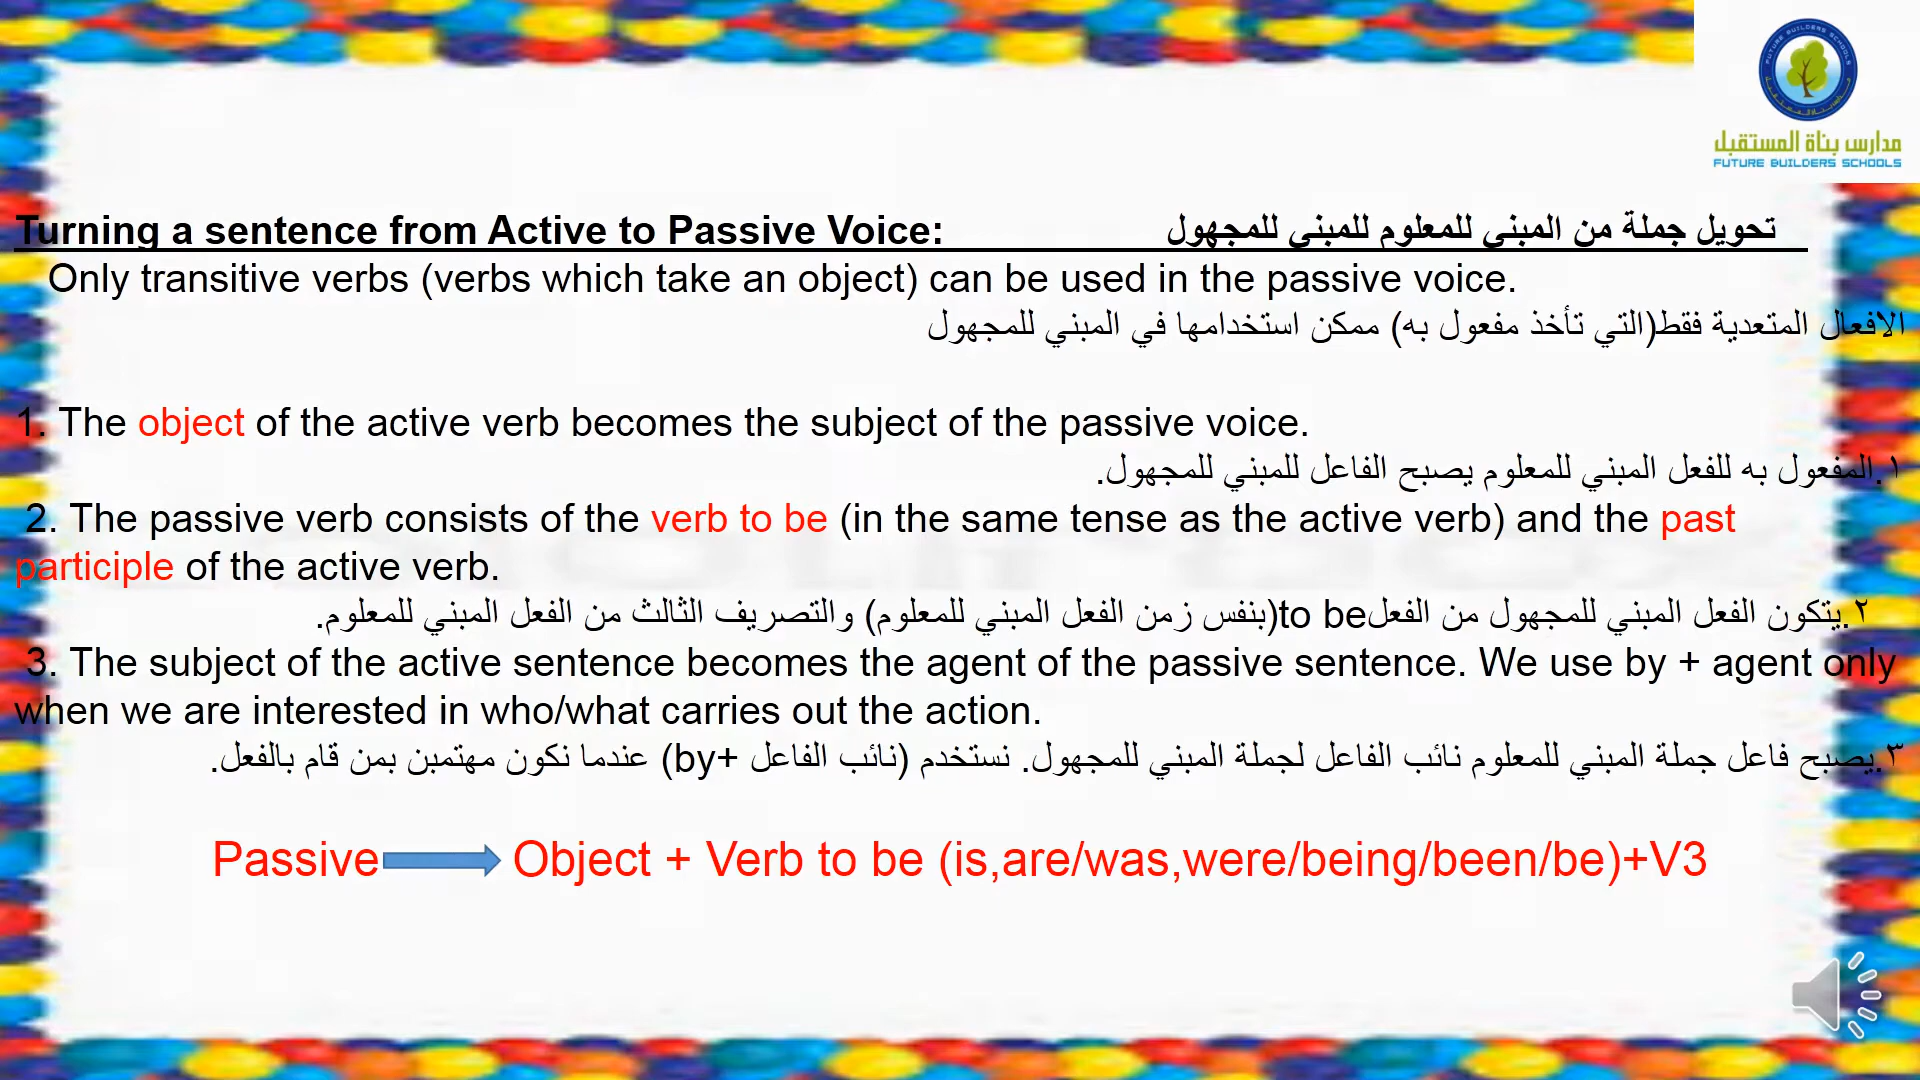 مدارس بناة المستقبل
FUTURE BUILDERS SCHOOLS
Turning a sentence from Active to Passive Voice: تحويل جملة من المبني للمعلوم للمبني للمجهول
Only transitive verbs (verbs which take an object) can be used in the passive voice.
الافعال المتعدية فقط(التي تأخذ مفعول به) ممكن استخدامها في المبني للمجهول
1. The object of the active verb becomes the subject of the passive voice.
١.المفعول به للفعل المبني للمعلوم يصبح الفاعل للمبني للمجهول.
2. The passive verb consists of the verb to be (in the same tense as the active verb) and the past
participle of the active verb.
٢.يتكون الفعل المبني للمجهول من الفعلto be(بنفس زمن الفعل المبني للمعلوم) والتصريف الثالث من الفعل المبني للمعلوم.
3. The subject of the active sentence becomes the agent of the passive sentence. We use by + agent only
when we are interested in who/what carries out the action.
٣.يصبح فاعل جملة المبني للمعلوم نائب الفاعل لجملة المبني للمجهول. نستخدم (نائب الفاعل +by) عندما نكون مهتمبن بمن قام بالفعل.
Passive Object + Verb to be (is,are/was,were/being/been/be)+V3